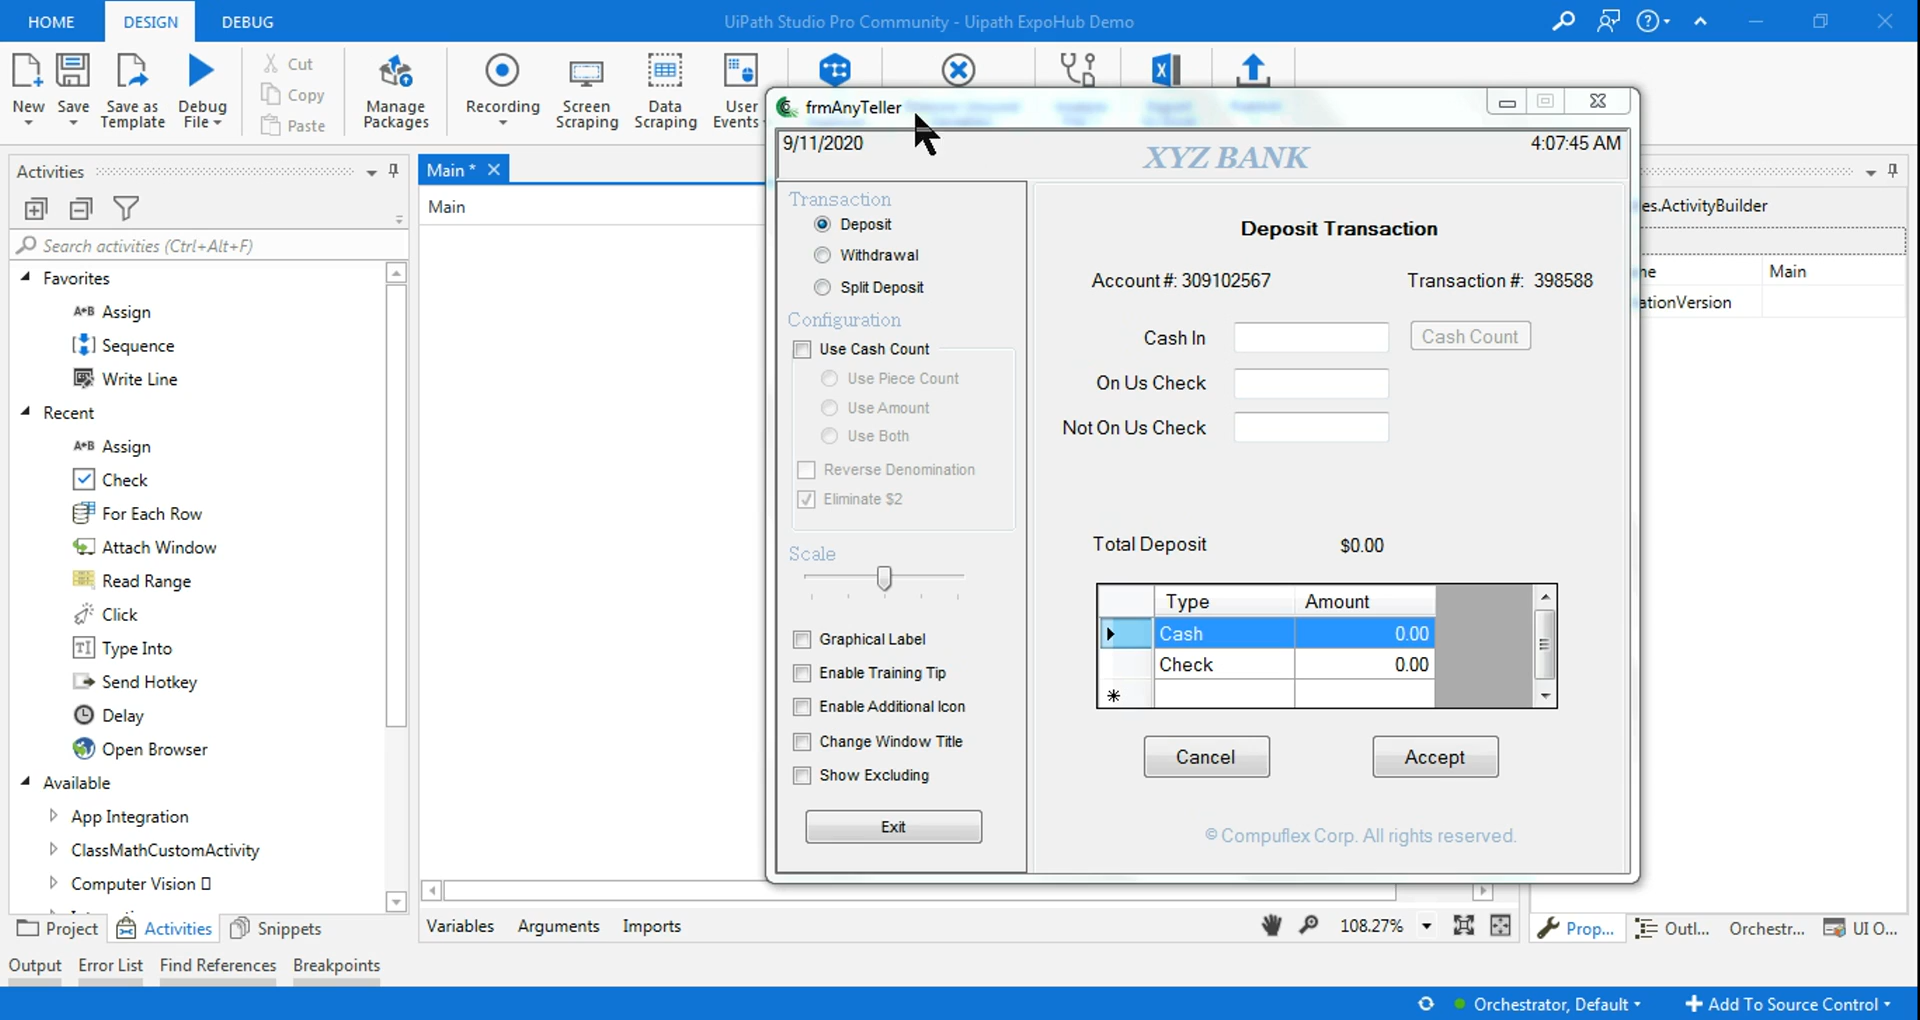 HOME DESIGN DEBUG
UiPath Studio Pro Community - Uipath ExpoHub Demo
New
Save
Save as
Template
Debug
File
Cut
Copy
Paste
Manage
Packages
Recording
Screen
Scraping
Data
Scraping
User
Events
Activities
Search activities (Ctrl+Alt+F)
Favorites
A+B Assign
Sequence
Write Line
Recent
A+B Assign
Check
For Each Row
Attach Window
Read Range
Click
Type Into
Send Hotkey
Delay
Open Browser
Available
App Integration
ClassMathCustomActivity
Computer Vision
Project Activities Snippets
Main *
Main
frmAnyTeller
9/11/2020
XYZ BANK
4:07:45 AM
Transaction
Deposit
Withdrawal
Split Deposit
Configuration
Use Cash Count
Use Piece Count
Use Amount
Use Both
Reverse Denomination
Eliminate $2
Scale
Graphical Label
Enable Training Tip
Enable Additional Icon
Change Window Title
Show Excluding
Exit
Deposit Transaction
Account #: 309102567 Transaction #: 398588
Cash In Cash Count
On Us Check
Not On Us Check
Total Deposit $0.00
Type Amount
Cash 0.00
Check 0.00
Cancel Accept
© Compuflex Corp. All rights reserved.
es.ActivityBuilder
ne Main
ationVersion
Variables Arguments Imports
108.27%
Prop... Outl... Orchestr... UI O...
Output Error List Find References Breakpoints
Orchestrator, Default
Add To Source Control